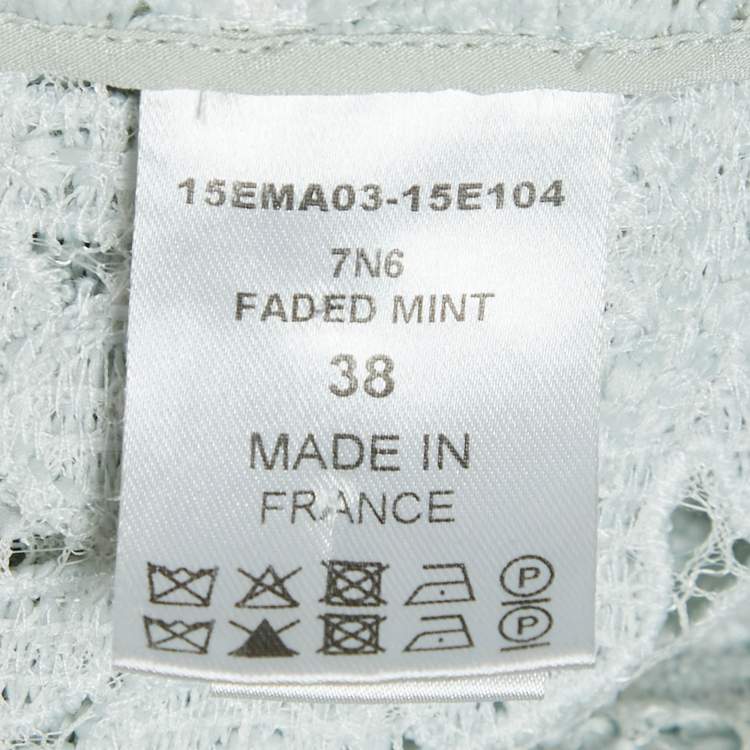 15EMA03-15E104
7N6
FADED MINT
38
MADE IN
FRANCE
P
P